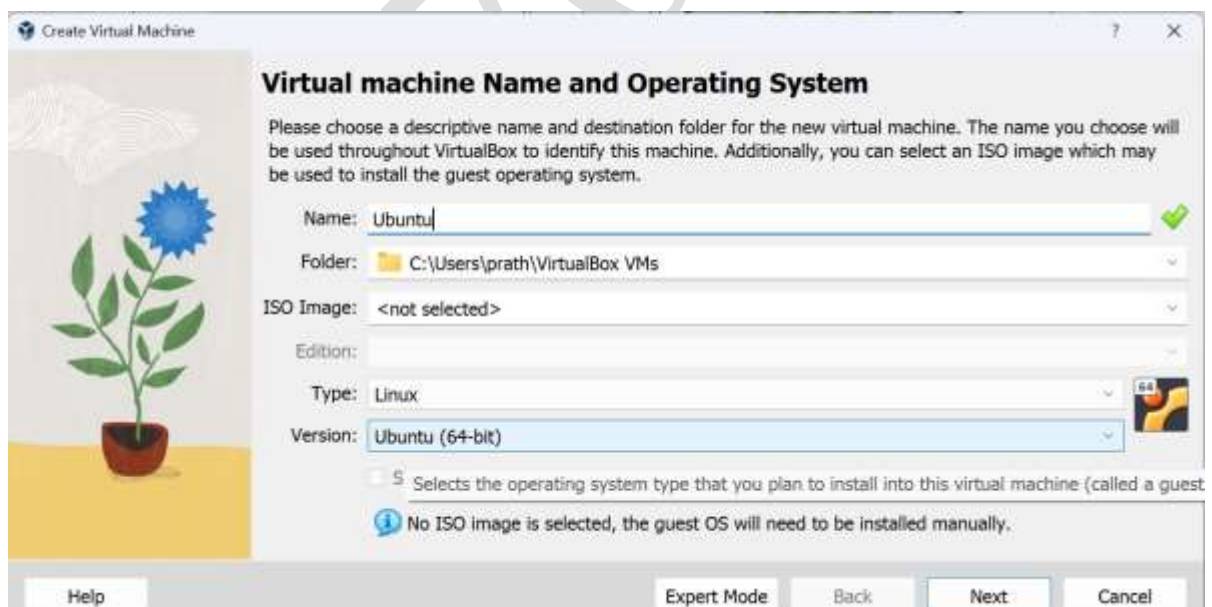 Create Virtual Machine
? ×
Virtual machine Name and Operating System
Please choose a descriptive name and destination folder for the new virtual machine. The name you choose will
be used throughout VirtualBox to identify this machine. Additionally, you can select an ISO image which may
be used to install the guest operating system.
Name: Ubuntu
Folder: C:\Users\prath\VirtualBox VMs
ISO Image: <not selected>
Edition:
Type: Linux
64
Version: Ubuntu (64-bit)
S Selects the operating system type that you plan to install into this virtual machine (called a guest
No ISO image is selected, the guest OS will need to be installed manually.
Help Expert Mode Back Next Cancel